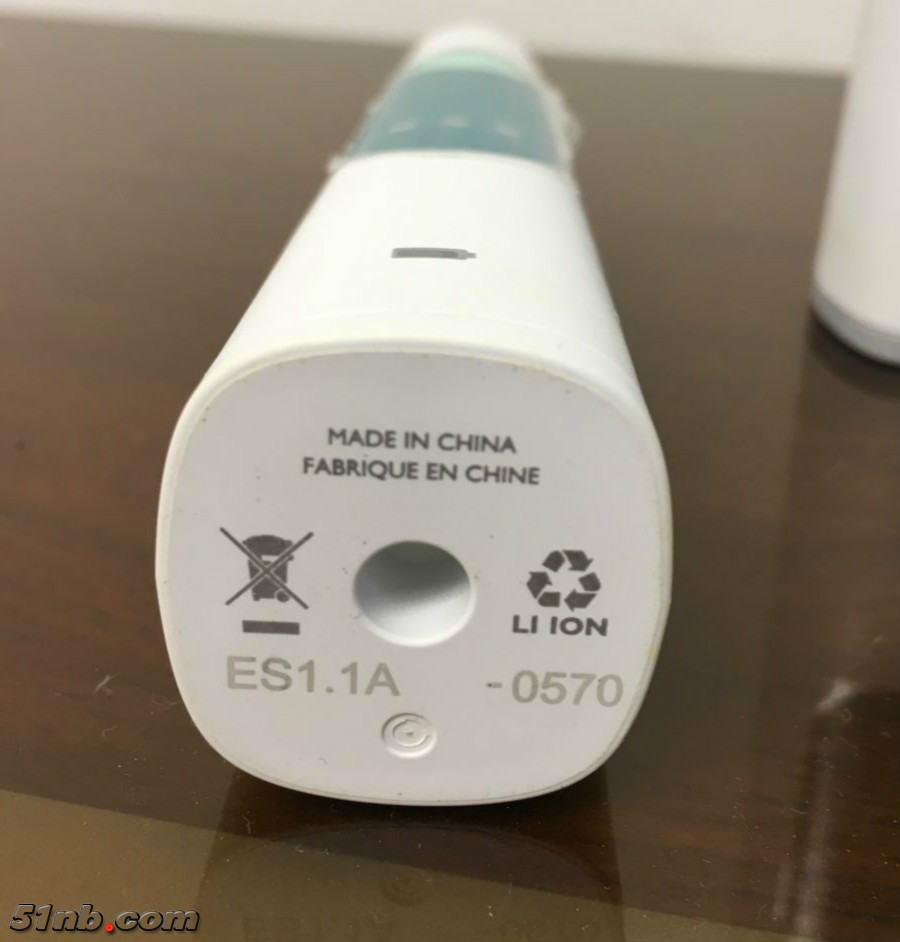 MADE IN CHINA
FABRIQUE EN CHINE
LI ION
ES1.1A -0570
51nb.com